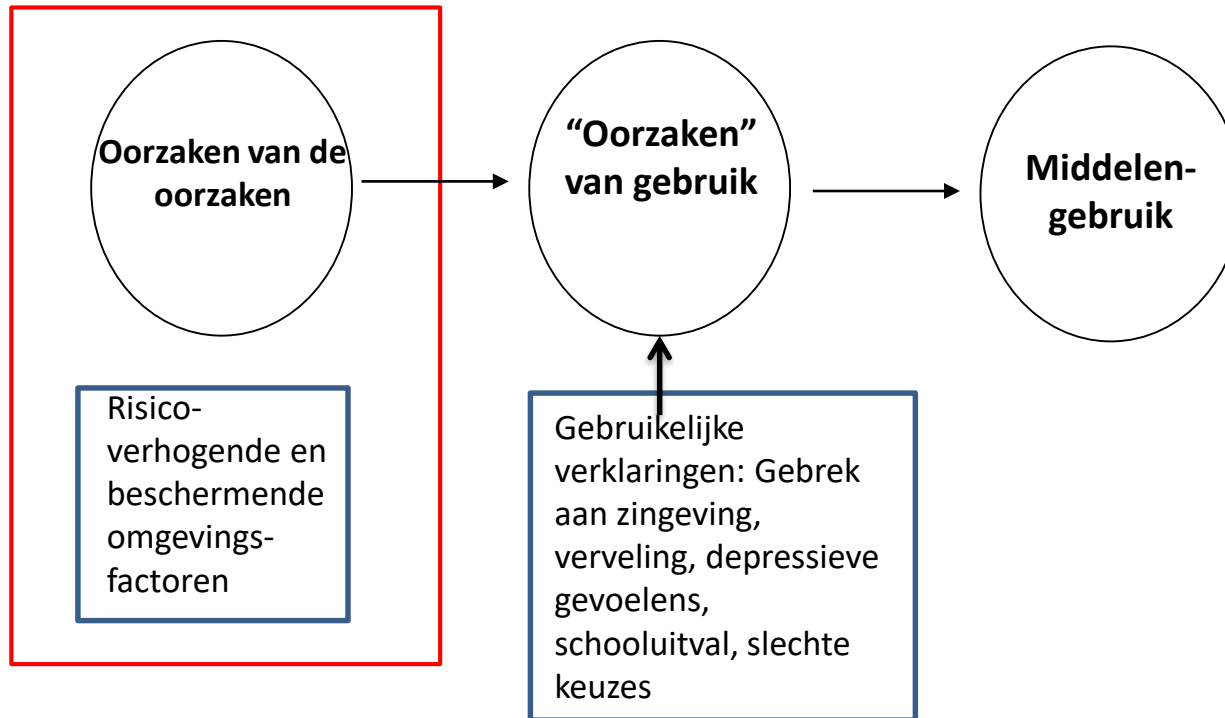 Oorzaken van de
oorzaken
“Oorzaken”
van gebruik
Middelen-
gebruik
Risico-
verhogende en
beschermende
omgevings-
factoren
Gebruikelijke
verklaringen: Gebrek
aan zingeving,
verveling, depressieve
gevoelens,
schooluitval, slechte
keuzes